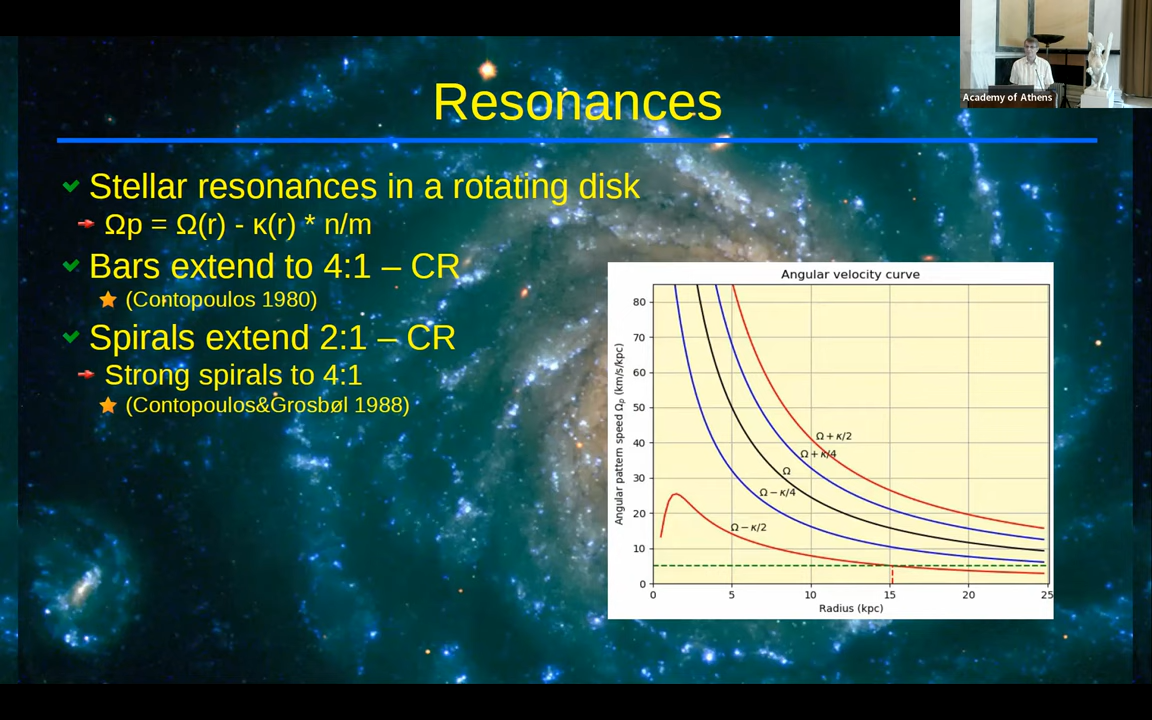 Academy of Athens
Resonances
Stellar resonances in a rotating disk
Ωp = Ω(r) - κ(r) * n/m
Bars extend to 4:1 – CR
(Contopoulos 1980)
Spirals extend 2:1 – CR
Strong spirals to 4:1
(Contopoulos&Grosbøl 1988)
Angular velocity curve
Angular pattern speed Ωp (km/s/kpc)
80
70
60
50
40
30
20
10
0
Ω + κ/2
Ω + κ/4
Ω
Ω − κ/4
Ω − κ/2
0 5 10 15 20 25
Radius (kpc)